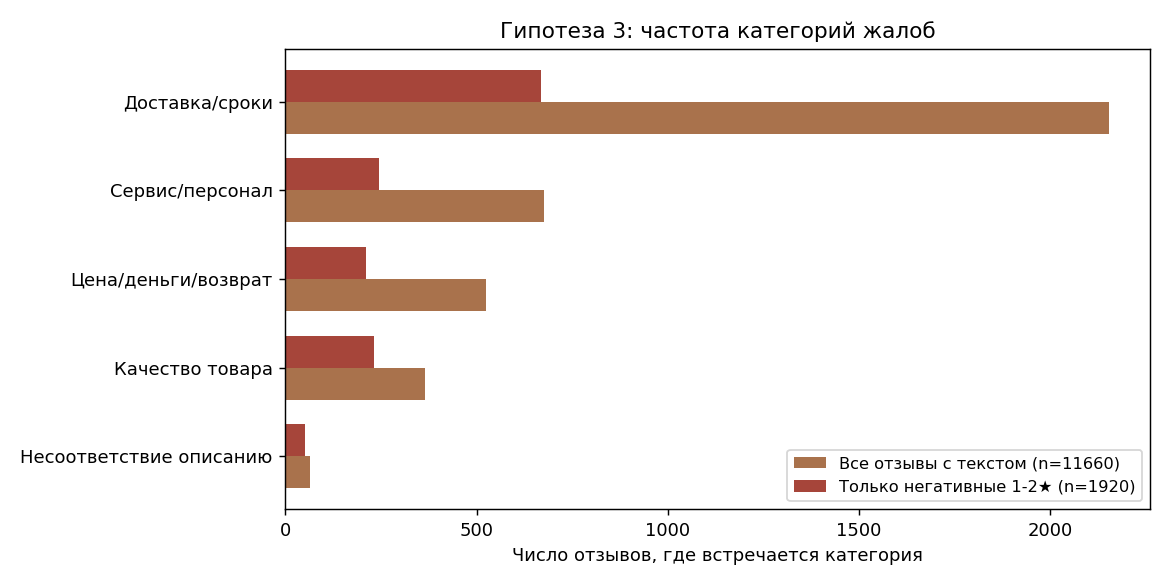 Гипотеза 3: частота категорий жалоб
Доставка/сроки
Сервис/персонал
Цена/деньги/возврат
Качество товара
Несоответствие описанию
Все отзывы с текстом (n=11660)
Только негативные 1-2★ (n=1920)
0 500 1000 1500 2000
Число отзывов, где встречается категория